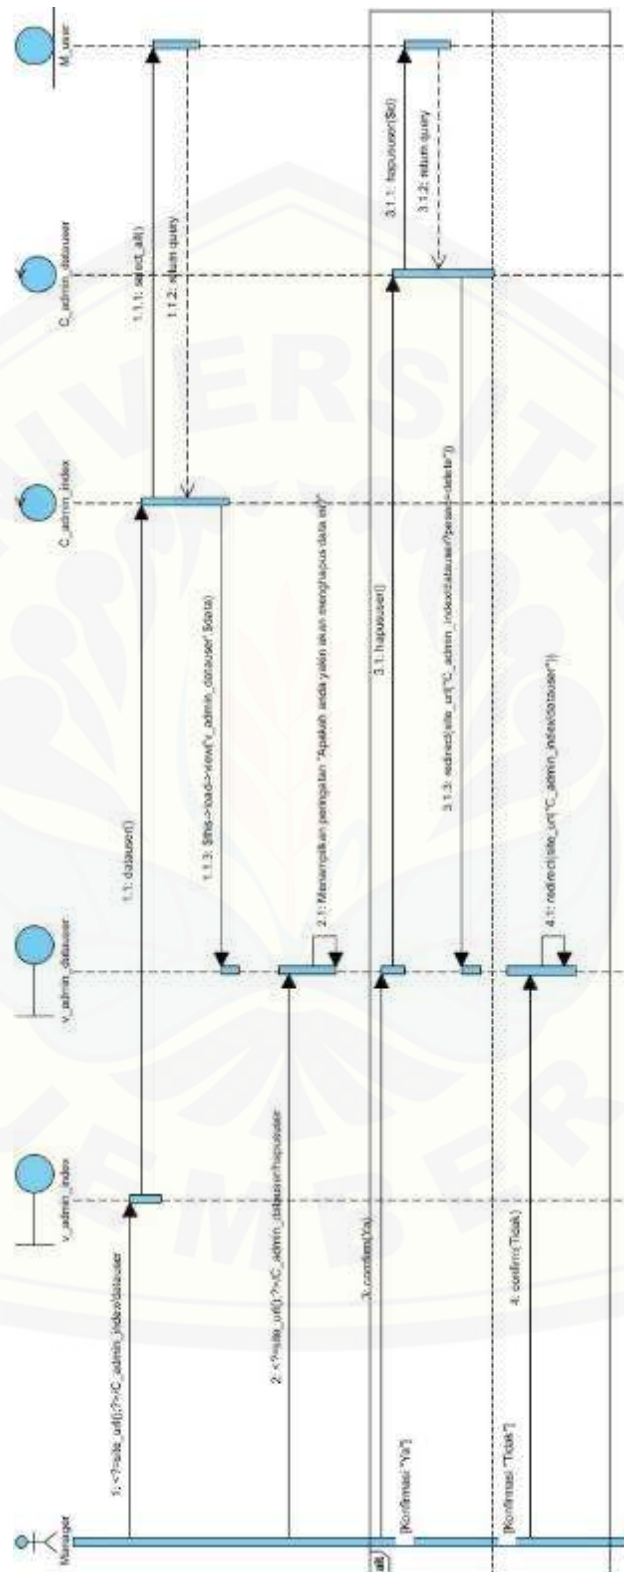 Manager
v_admin_index
v_admin_datauser
C_admin_index
C_admin_datauser
M_user
1: <?=site_url();?>/C_admin_index/datauser
1.1: datauser()
1.1.1: select_all()
1.1.2: return query
1.1.3: $this->load->view("v_admin_datauser",$data)
2: <?=site_url();?>/C_admin_datauser/hapususer
2.1: Menampilkan peringatan "Apakah anda yakin akan menghapus data ini?"
alt
[Konfirmasi "Ya"]
3: confirm(Ya)
3.1: hapususer()
3.1.1: hapususer($id)
3.1.2: return query
3.1.3: redirect(site_url("C_admin_index/datauser?pesan=delete"))
[Konfirmasi "Tidak"]
4: confirm(Tidak)
4.1: redirect(site_url("C_admin_index/datauser"))
UNIVERSITAS
JEMBER